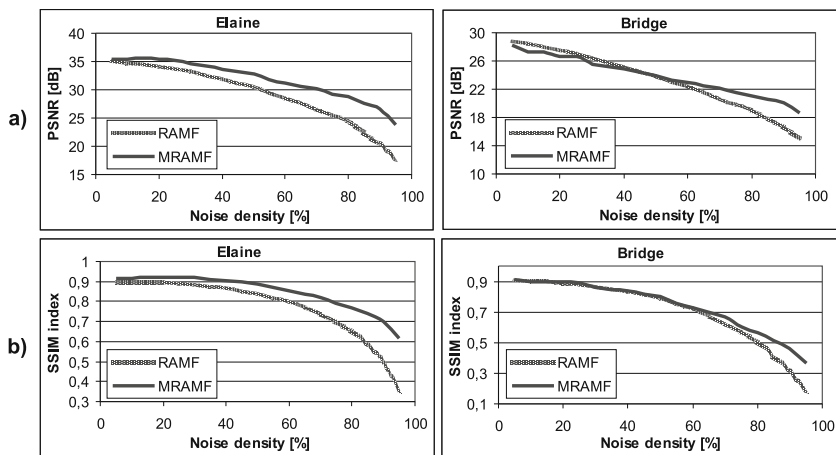 a)
Elaine
PSNR [dB]
40
35
30
25
20
15
RAMF
MRAMF
0 20 40 60 80 100
Noise density [%]
Bridge
PSNR [dB]
30
26
22
18
14
10
RAMF
MRAMF
0 20 40 60 80 100
Noise density [%]
b)
Elaine
SSIM index
1
0,9
0,8
0,7
0,6
0,5
0,4
0,3
RAMF
MRAMF
0 20 40 60 80 100
Noise density [%]
Bridge
SSIM index
0,9
0,7
0,5
0,3
0,1
RAMF
MRAMF
0 20 40 60 80 100
Noise density [%]